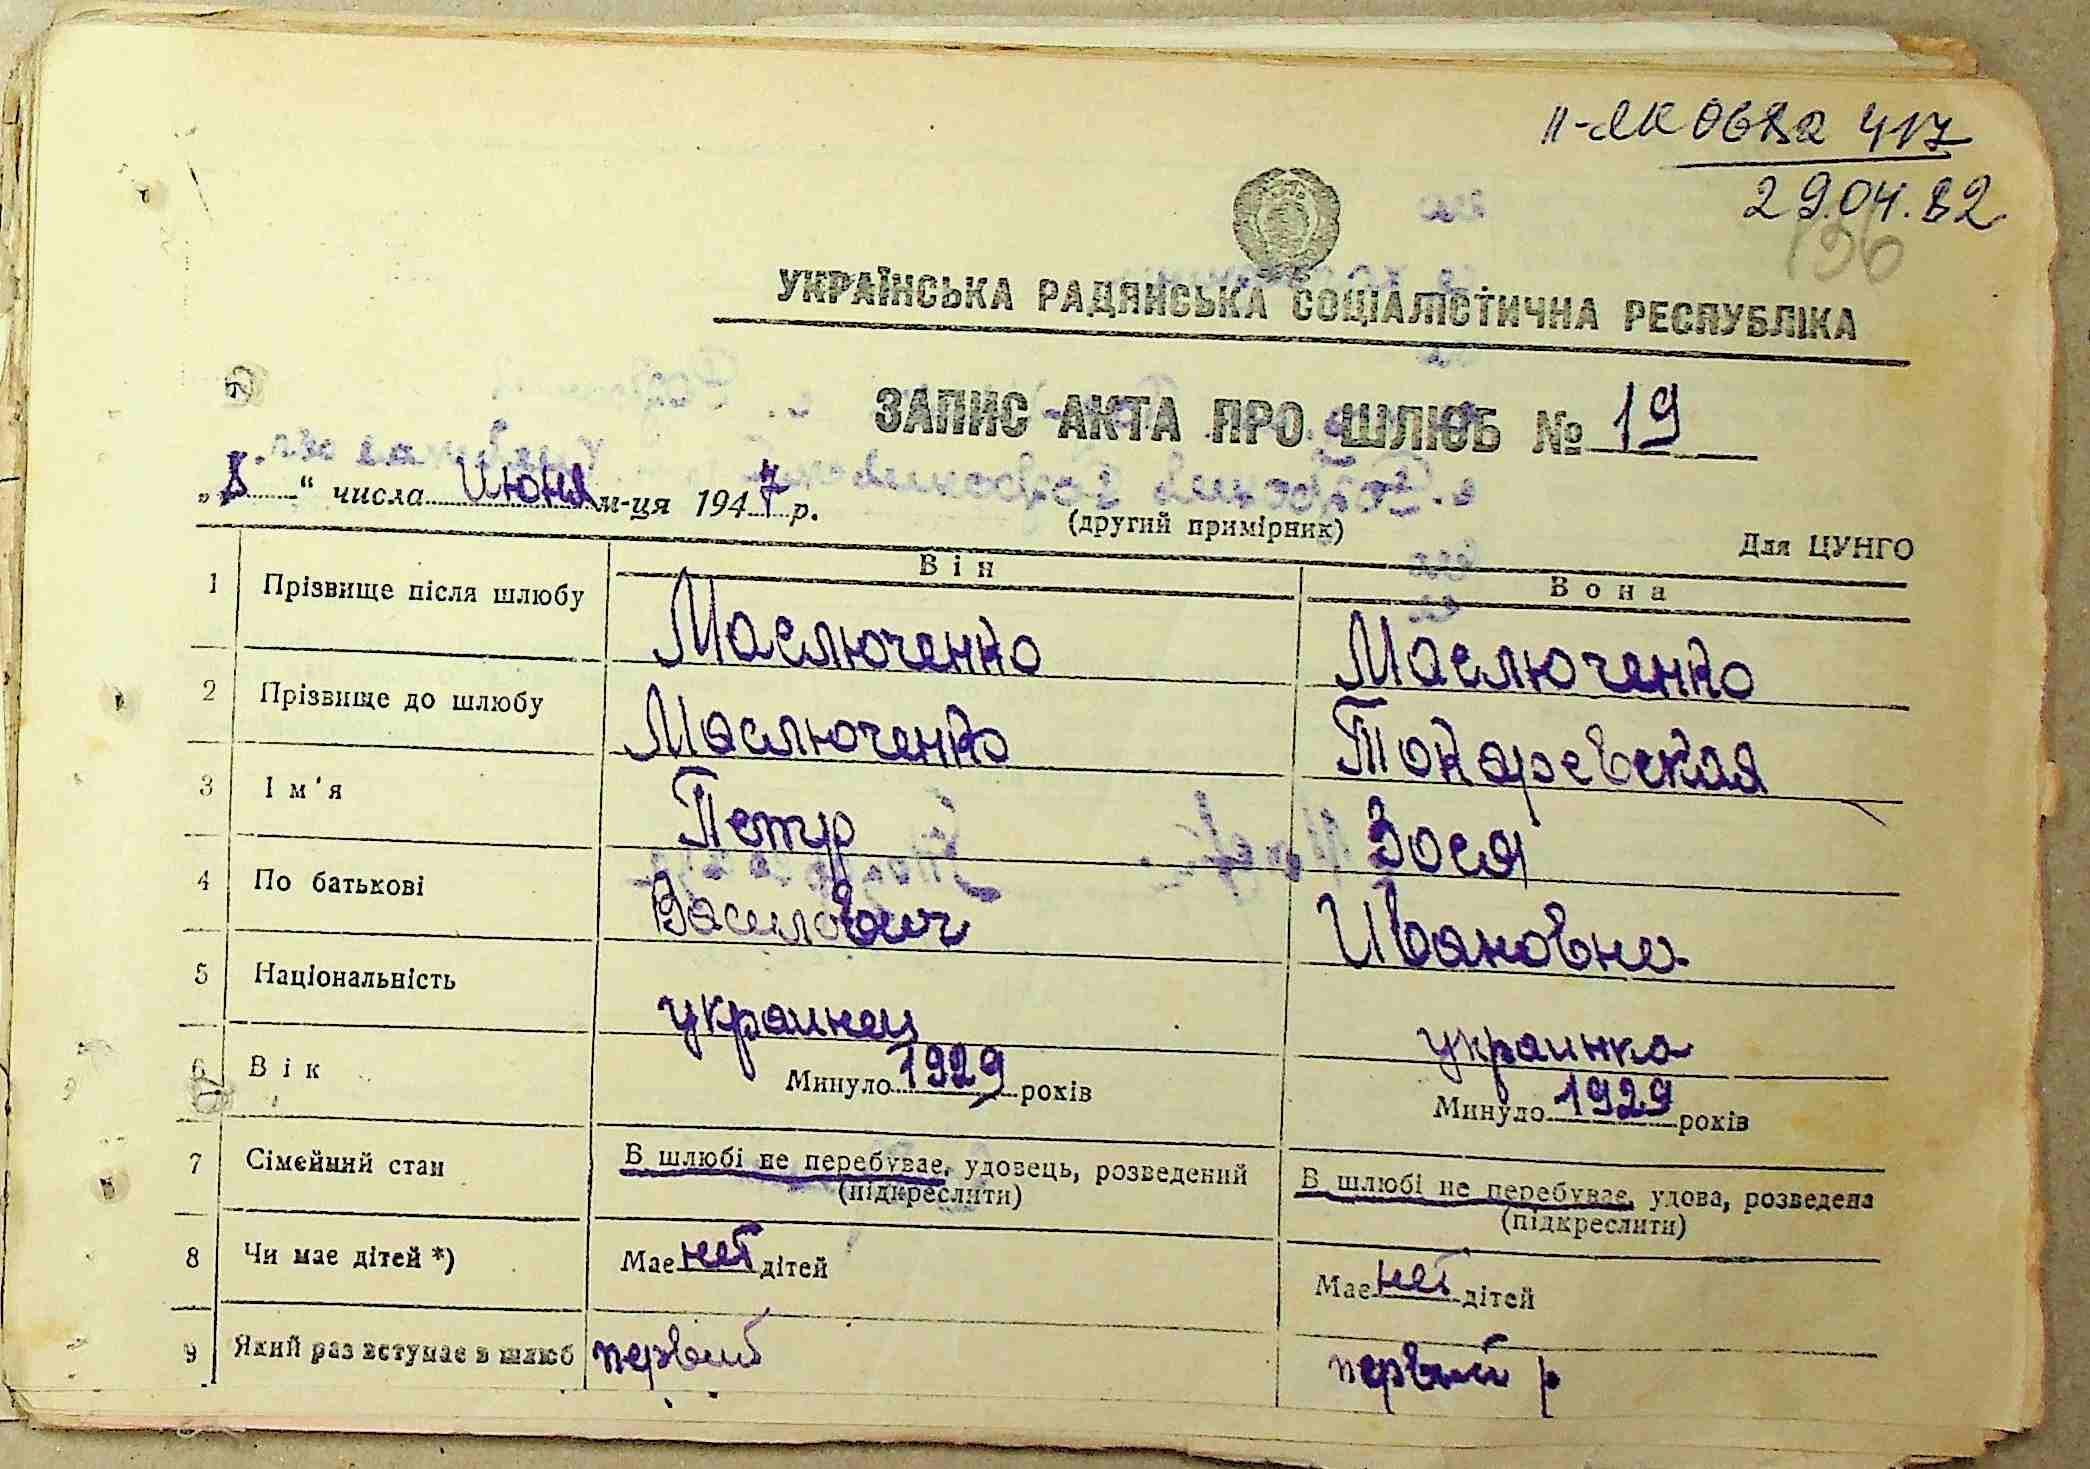 417
29.04.82
196
УКРАЇНСЬКА РАДЯНСЬКА СОЦІАЛІСТИЧНА РЕСПУБЛІКА
ЗАПИС АКТА ПРО ШЛЮБ № 19
„8“ числа Июня м-ця 1947 р.
(другий примірник)
Для ЦУНГО
Він Вона
1 Прізвище після шлюбу Маслюченко Маслюченко
2 Прізвище до шлюбу Маслюченко Токаревская
3 Ім'я Петр Зося
4 По батькові Василович Ивановна
5 Національність украинец украинка
6 Вік Минуло 1929 років Минуло 1929 років
7 Сімейний стан В шлюбі не перебуває, удовець, розведений В шлюбі не перебуває, удова, розведена
(підкреслити) (підкреслити)
8 Чи має дітей *) Має нет дітей Має нет дітей
9 Який раз вступає в шлюб первый первый р